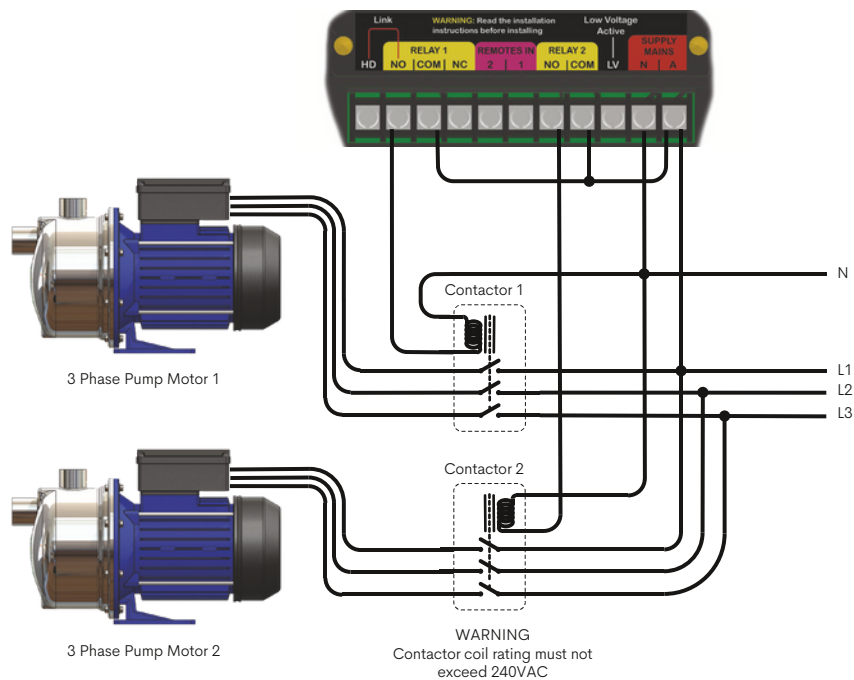 Link
WARNING: Read the installation
instructions before installing
Low Voltage
Active
HD
RELAY 1
NO | COM | NC
REMOTES IN
2 | 1
RELAY 2
NO | COM
LV
SUPPLY
MAINS
N | A
N
Contactor 1
L1
L2
L3
3 Phase Pump Motor 1
Contactor 2
3 Phase Pump Motor 2
WARNING
Contactor coil rating must not
exceed 240VAC